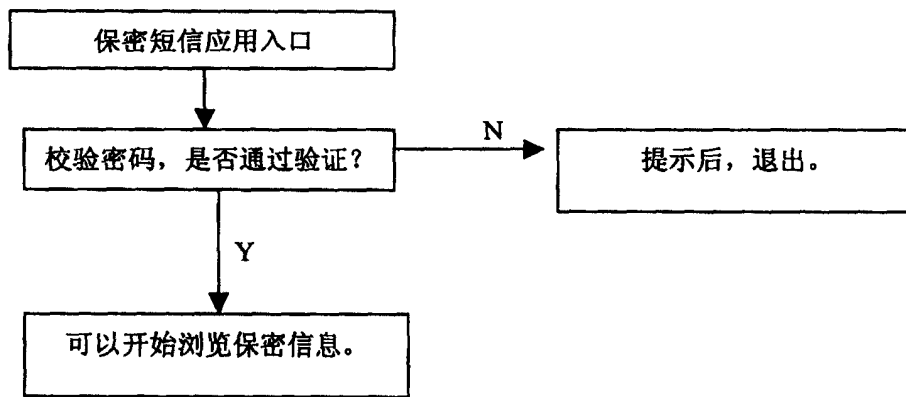 保密短信应用入口
校验密码，是否通过验证？
N
提示后，退出。
Y
可以开始浏览保密信息。